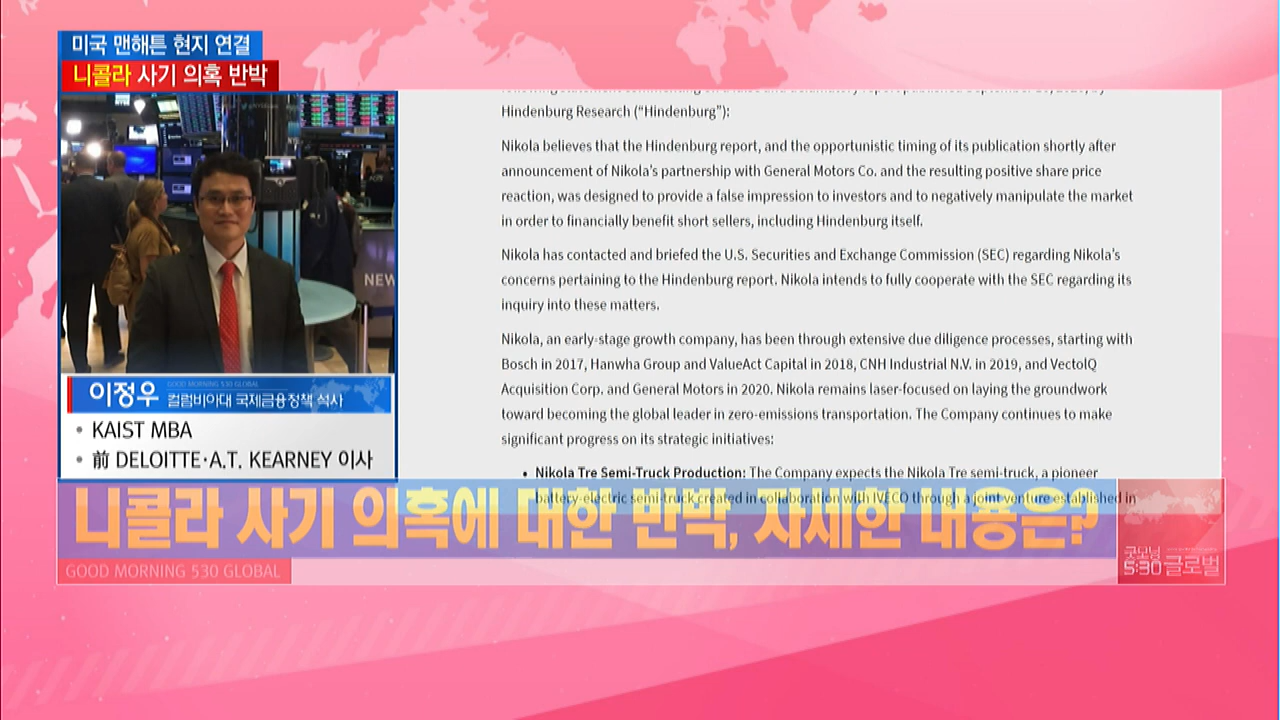 미국 맨해튼 현지 연결
니콜라 사기 의혹 반박
Hindenburg Research (“Hindenburg”):
Nikola believes that the Hindenburg report, and the opportunistic timing of its publication shortly after
announcement of Nikola’s partnership with General Motors Co. and the resulting positive share price
reaction, was designed to provide a false impression to investors and to negatively manipulate the market
in order to financially benefit short sellers, including Hindenburg itself.
Nikola has contacted and briefed the U.S. Securities and Exchange Commission (SEC) regarding Nikola’s
concerns pertaining to the Hindenburg report. Nikola intends to fully cooperate with the SEC regarding its
inquiry into these matters.
Nikola, an early-stage growth company, has been through extensive due diligence processes, starting with
Bosch in 2017, Hanwha Group and ValueAct Capital in 2018, CNH Industrial N.V. in 2019, and VectoIQ
Acquisition Corp. and General Motors in 2020. Nikola remains laser-focused on laying the groundwork
toward becoming the global leader in zero-emissions transportation. The Company continues to make
significant progress on its strategic initiatives:
• Nikola Tre Semi-Truck Production: The Company expects the Nikola Tre semi-truck, a pioneer
battery-electric semi-truck created in collaboration with IVECO through a joint venture established in
NEW
GOOD MORNING 530 GLOBAL
이정우 컬럼비아대 국제금융정책 석사
• KAIST MBA
• 前 DELOITTE·A.T. KEARNEY 이사
니콜라 사기 의혹에 대한 반박, 자세한 내용은?
GOOD MORNING 530 GLOBAL
굿모닝
5:30 글로벌